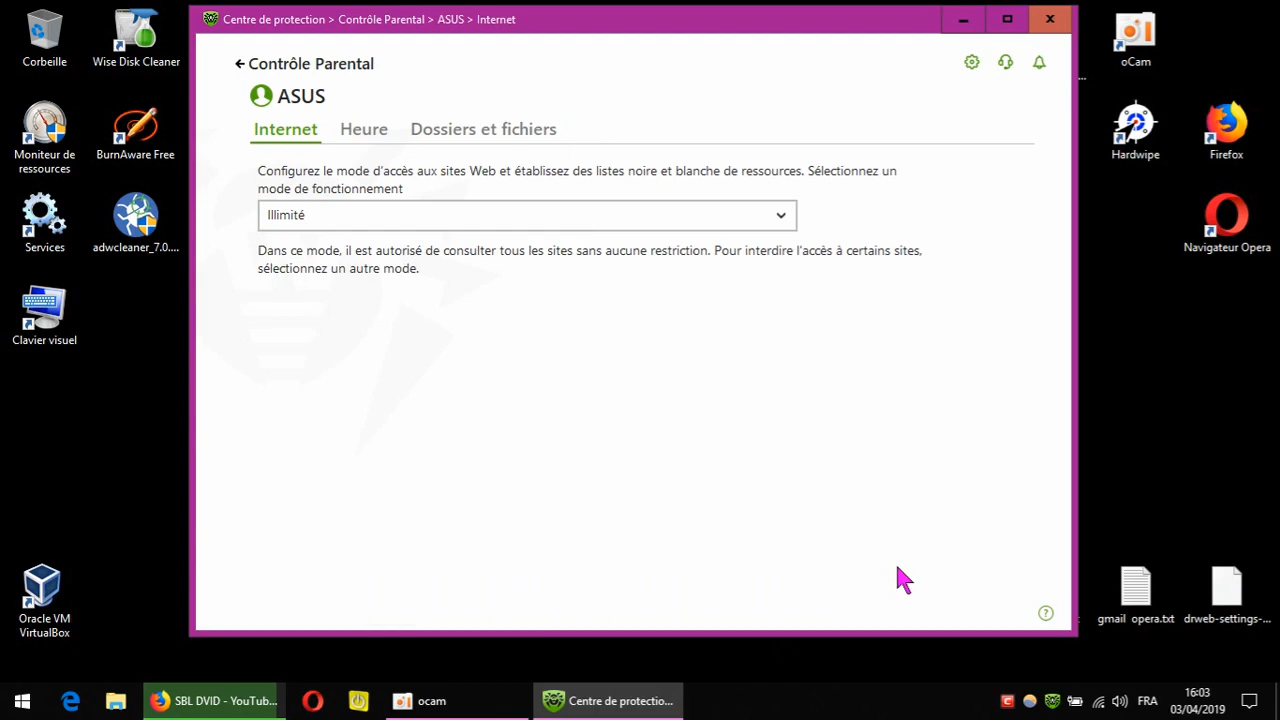 Centre de protection > Contrôle Parental > ASUS > Internet
Corbeille
Wise Disk Cleaner
oCam
Contrôle Parental
ASUS
Internet
Heure
Dossiers et fichiers
Configurez le mode d'accès aux sites Web et établissez des listes noire et blanche de ressources. Sélectionnez un
mode de fonctionnement
Illimité
Dans ce mode, il est autorisé de consulter tous les sites sans aucune restriction. Pour interdire l'accès à certains sites,
sélectionnez un autre mode.
Moniteur de
ressources
BurnAware Free
Hardwipe
Firefox
Services
adwcleaner_7.0....
Navigateur Opera
Clavier visuel
Oracle VM
VirtualBox
gmail opera.txt
drweb-settings-...
SBL DVID - YouTub...
ocam
Centre de protectio...
FRA
16:03
03/04/2019